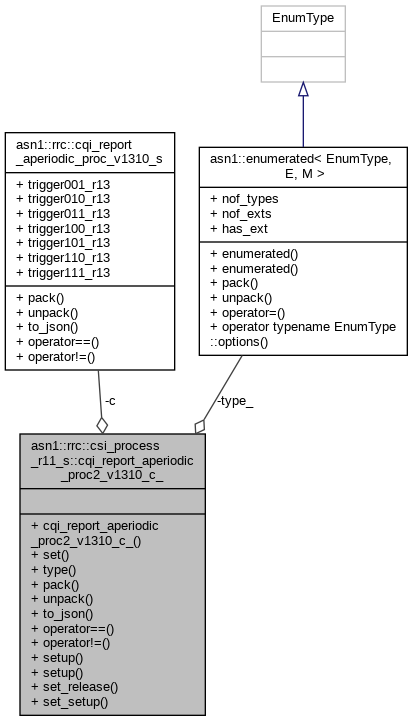 EnumType
asn1::rrc::cqi_report
_aperiodic_proc_v1310_s
+ trigger001_r13
+ trigger010_r13
+ trigger011_r13
+ trigger100_r13
+ trigger101_r13
+ trigger110_r13
+ trigger111_r13
+ pack()
+ unpack()
+ to_json()
+ operator==()
+ operator!=()
asn1::enumerated< EnumType,
E, M >
+ nof_types
+ nof_exts
+ has_ext
+ enumerated()
+ enumerated()
+ pack()
+ unpack()
+ operator=()
+ operator typename EnumType
::options()
-c
-type_
asn1::rrc::csi_process
_r11_s::cqi_report_aperiodic
_proc2_v1310_c_
+ cqi_report_aperiodic
_proc2_v1310_c_()
+ set()
+ type()
+ pack()
+ unpack()
+ to_json()
+ operator==()
+ operator!=()
+ setup()
+ setup()
+ set_release()
+ set_setup()